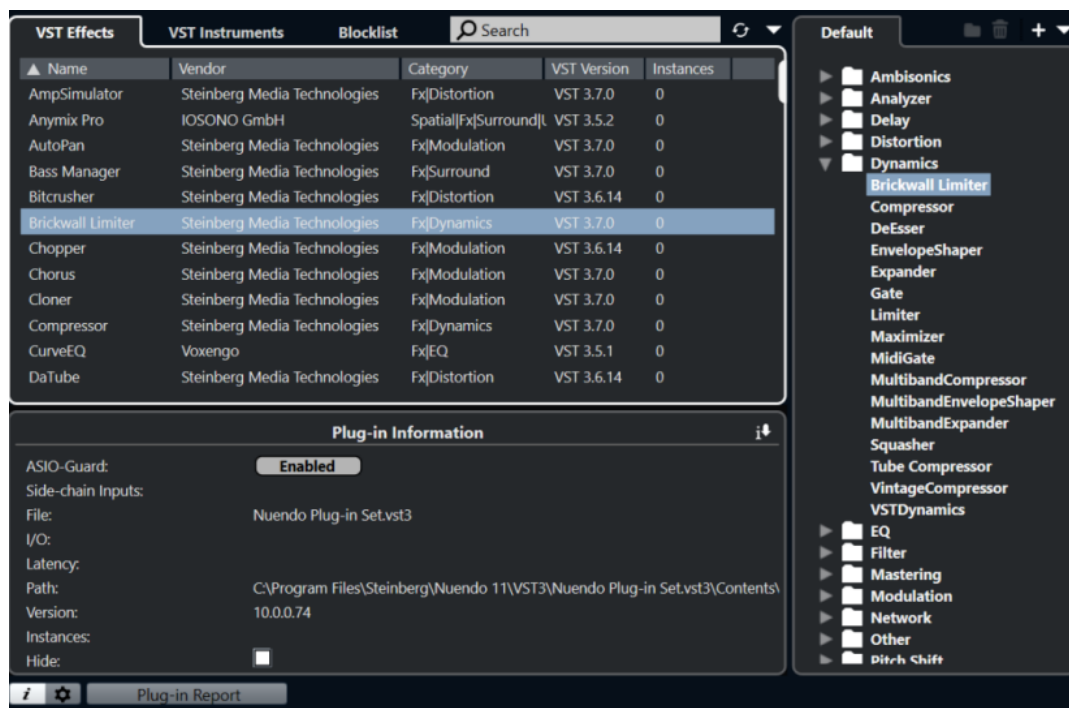 VST Effects VST Instruments Blocklist Search
Name Vendor Category VST Version Instances
AmpSimulator Steinberg Media Technologies Fx|Distortion VST 3.7.0 0
Anymix Pro IOSONO GmbH Spatial|Fx|Surround|U VST 3.5.2 0
AutoPan Steinberg Media Technologies Fx|Modulation VST 3.7.0 0
Bass Manager Steinberg Media Technologies Fx|Surround VST 3.7.0 0
Bitcrusher Steinberg Media Technologies Fx|Distortion VST 3.6.14 0
Brickwall Limiter Steinberg Media Technologies Fx|Dynamics VST 3.7.0 0
Chopper Steinberg Media Technologies Fx|Modulation VST 3.6.14 0
Chorus Steinberg Media Technologies Fx|Modulation VST 3.7.0 0
Cloner Steinberg Media Technologies Fx|Modulation VST 3.7.0 0
Compressor Steinberg Media Technologies Fx|Dynamics VST 3.7.0 0
CurveEQ Voxengo Fx|EQ VST 3.5.1 0
DaTube Steinberg Media Technologies Fx|Distortion VST 3.6.14 0
Plug-in Information
ASIO-Guard: Enabled
Side-chain Inputs:
File: Nuendo Plug-in Set.vst3
I/O:
Latency:
Path: C:\Program Files\Steinberg\Nuendo 11\VST3\Nuendo Plug-in Set.vst3\Contents\
Version: 10.0.0.74
Instances:
Hide:
i Plug-in Report
Default
Ambisonics
Analyzer
Delay
Distortion
Dynamics
Brickwall Limiter
Compressor
DeEsser
EnvelopeShaper
Expander
Gate
Limiter
Maximizer
MidiGate
MultibandCompressor
MultibandEnvelopeShaper
MultibandExpander
Squasher
Tube Compressor
VintageCompressor
VSTDynamics
EQ
Filter
Mastering
Modulation
Network
Other
Pitch Shift